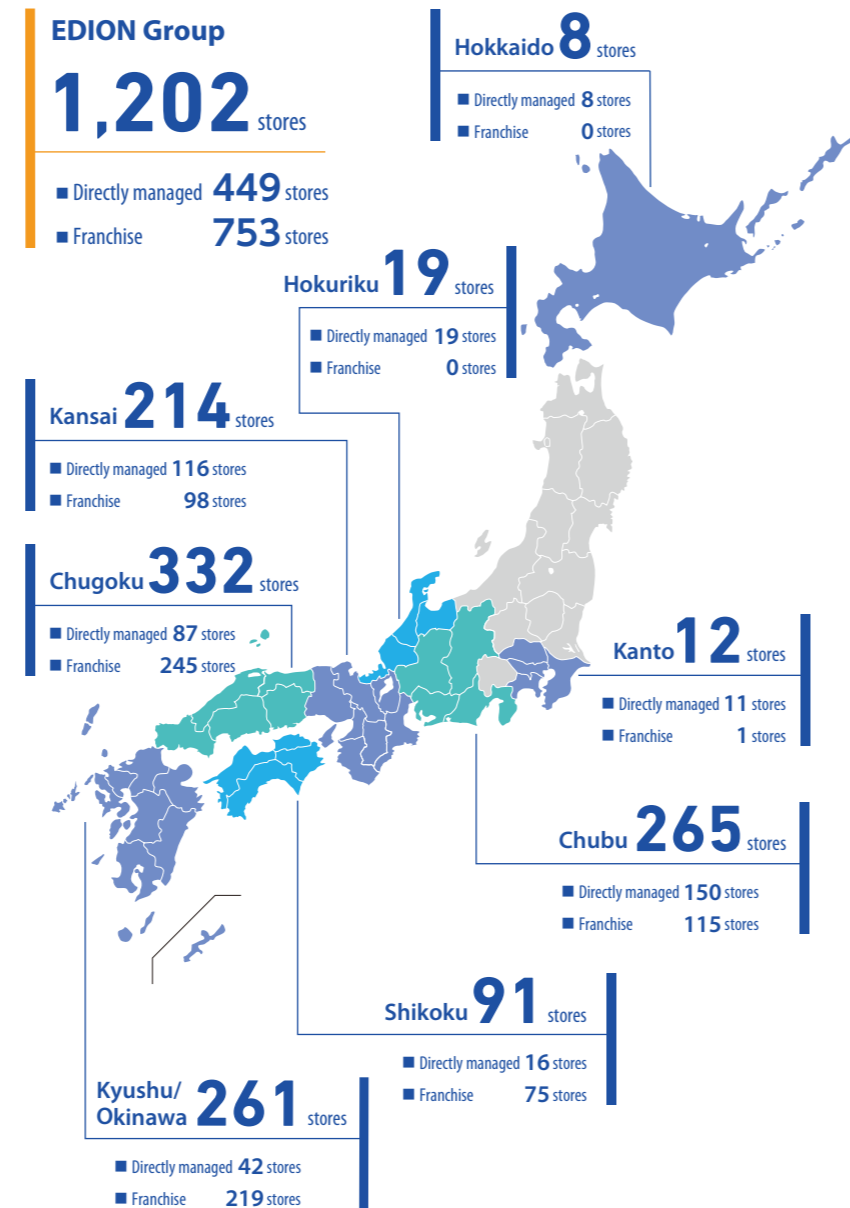 EDION Group
1,202 stores
■ Directly managed 449 stores
■ Franchise 753 stores
Hokkaido 8 stores
■ Directly managed 8 stores
■ Franchise 0 stores
Hokuriku 19 stores
■ Directly managed 19 stores
■ Franchise 0 stores
Kansai 214 stores
■ Directly managed 116 stores
■ Franchise 98 stores
Chugoku 332 stores
■ Directly managed 87 stores
■ Franchise 245 stores
Kanto 12 stores
■ Directly managed 11 stores
■ Franchise 1 stores
Chubu 265 stores
■ Directly managed 150 stores
■ Franchise 115 stores
Shikoku 91 stores
■ Directly managed 16 stores
■ Franchise 75 stores
Kyushu/
Okinawa 261 stores
■ Directly managed 42 stores
■ Franchise 219 stores